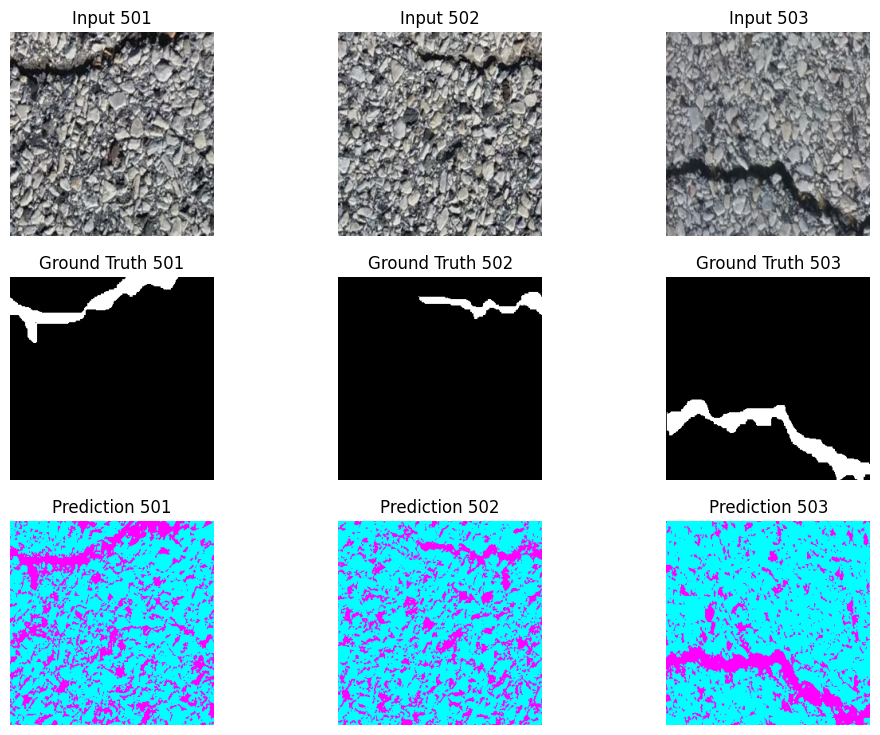 Input 501
Input 502
Input 503
Ground Truth 501
Ground Truth 502
Ground Truth 503
Prediction 501
Prediction 502
Prediction 503